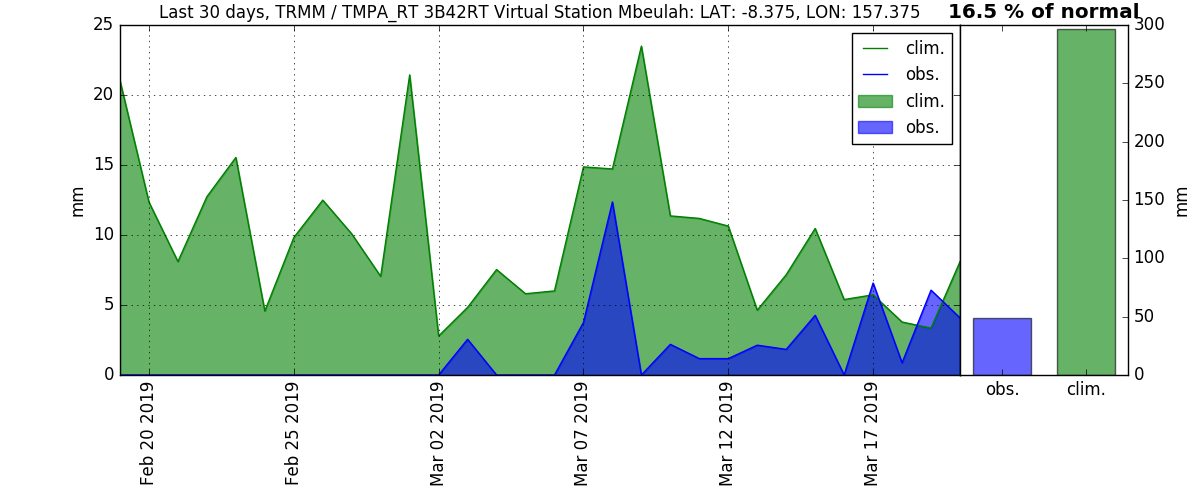 Last 30 days, TRMM / TMPA_RT 3B42RT Virtual Station Mbeulah: LAT: -8.375, LON: 157.375
16.5 % of normal
25
20
15
10
5
0
mm
clim.
obs.
clim.
obs.
Feb 20 2019
Feb 25 2019
Mar 02 2019
Mar 07 2019
Mar 12 2019
Mar 17 2019
300
250
200
150
100
50
0
mm
obs.
clim.